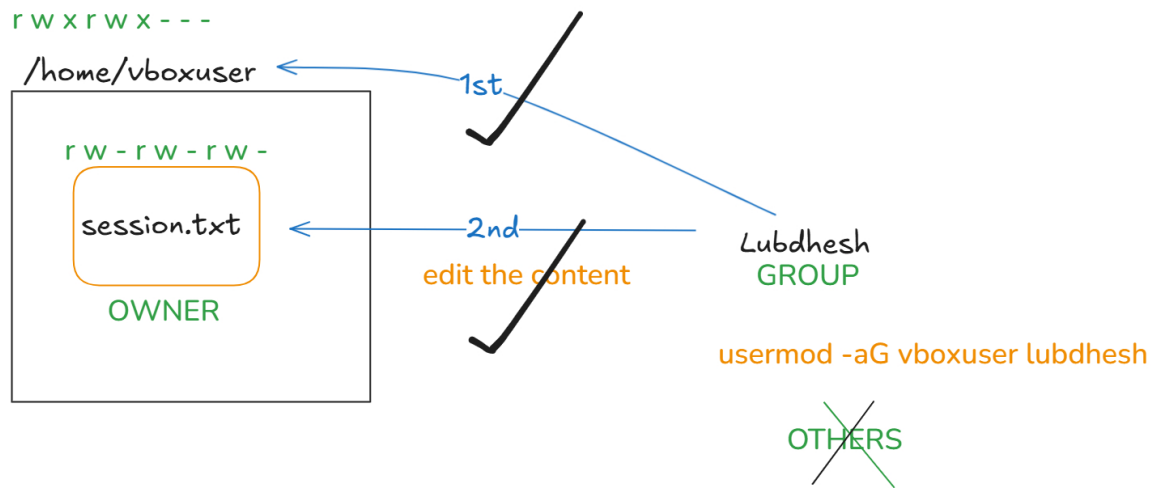 r w x r w x - - -
/home/vboxuser
1st
r w - r w - r w -
session.txt
2nd
Lubdhesh
edit the content
GROUP
OWNER
usermod -aG vboxuser lubdhesh
OTHERS